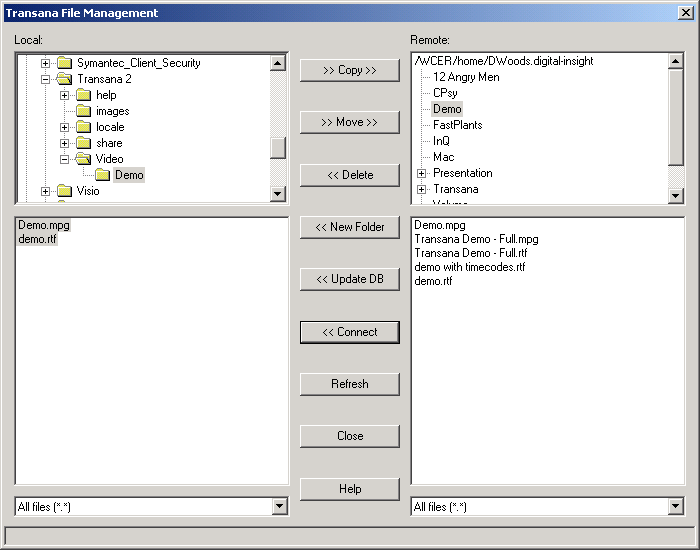 Transana File Management
Local:
Symantec_Client_Security
Transana 2
help
images
locale
share
Video
Demo
Visio
Demo.mpg
demo.rtf
All files (*.*)
>> Copy >>
>> Move >>
<< Delete
<< New Folder
<< Update DB
<< Connect
Refresh
Close
Help
Remote:
/WCER/home/DWoods.digital-insight
12 Angry Men
CPsy
Demo
FastPlants
InQ
Mac
Presentation
Transana
Demo.mpg
Transana Demo - Full.mpg
Transana Demo - Full.rtf
demo with timecodes.rtf
demo.rtf
All files (*.*)